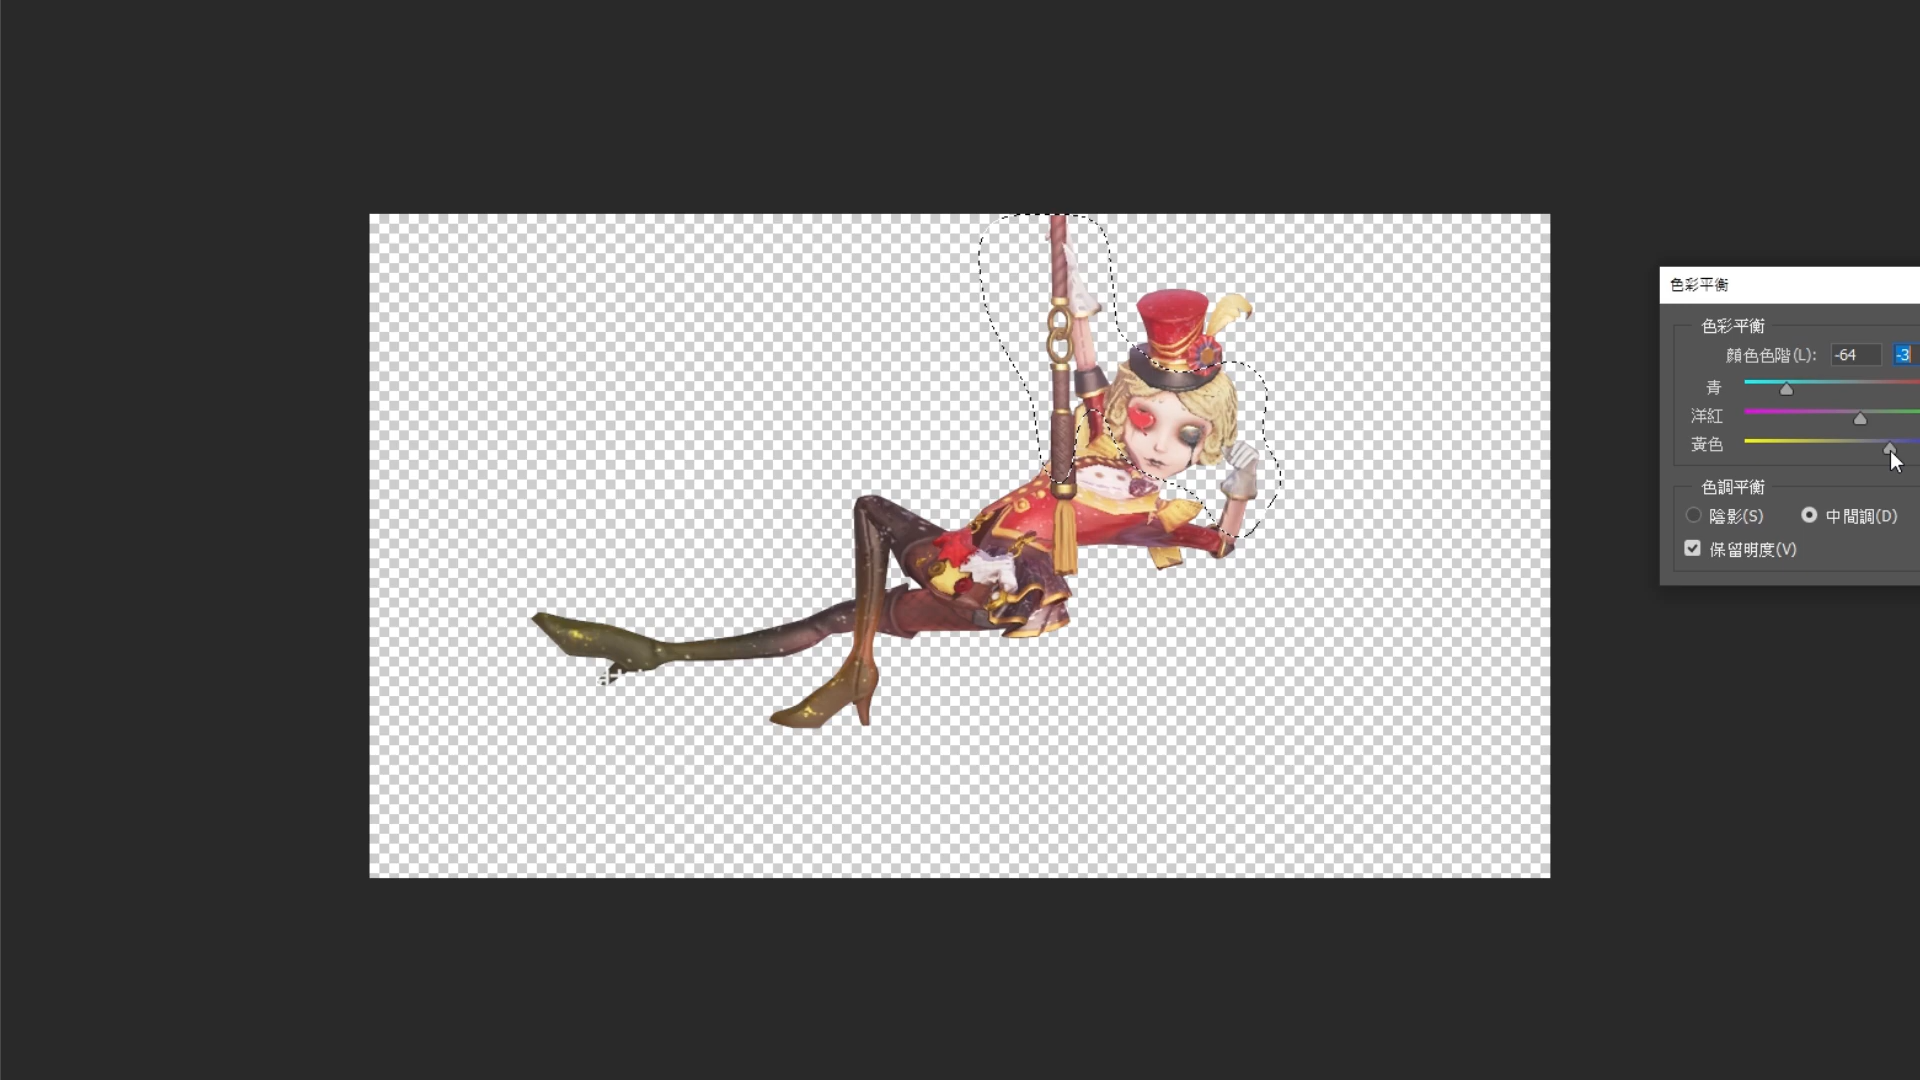 色彩平衡
色彩平衡
顏色色階(L): -64 -3
青
洋紅
黃色
色調平衡
陰影(S) 中間調(D)
保留明度(V)